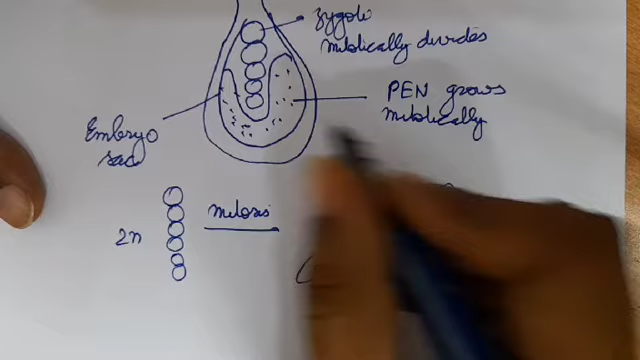 zygote
mitotically divides
PEN grows
mitotically
Embryo
sac
mitosis
2n